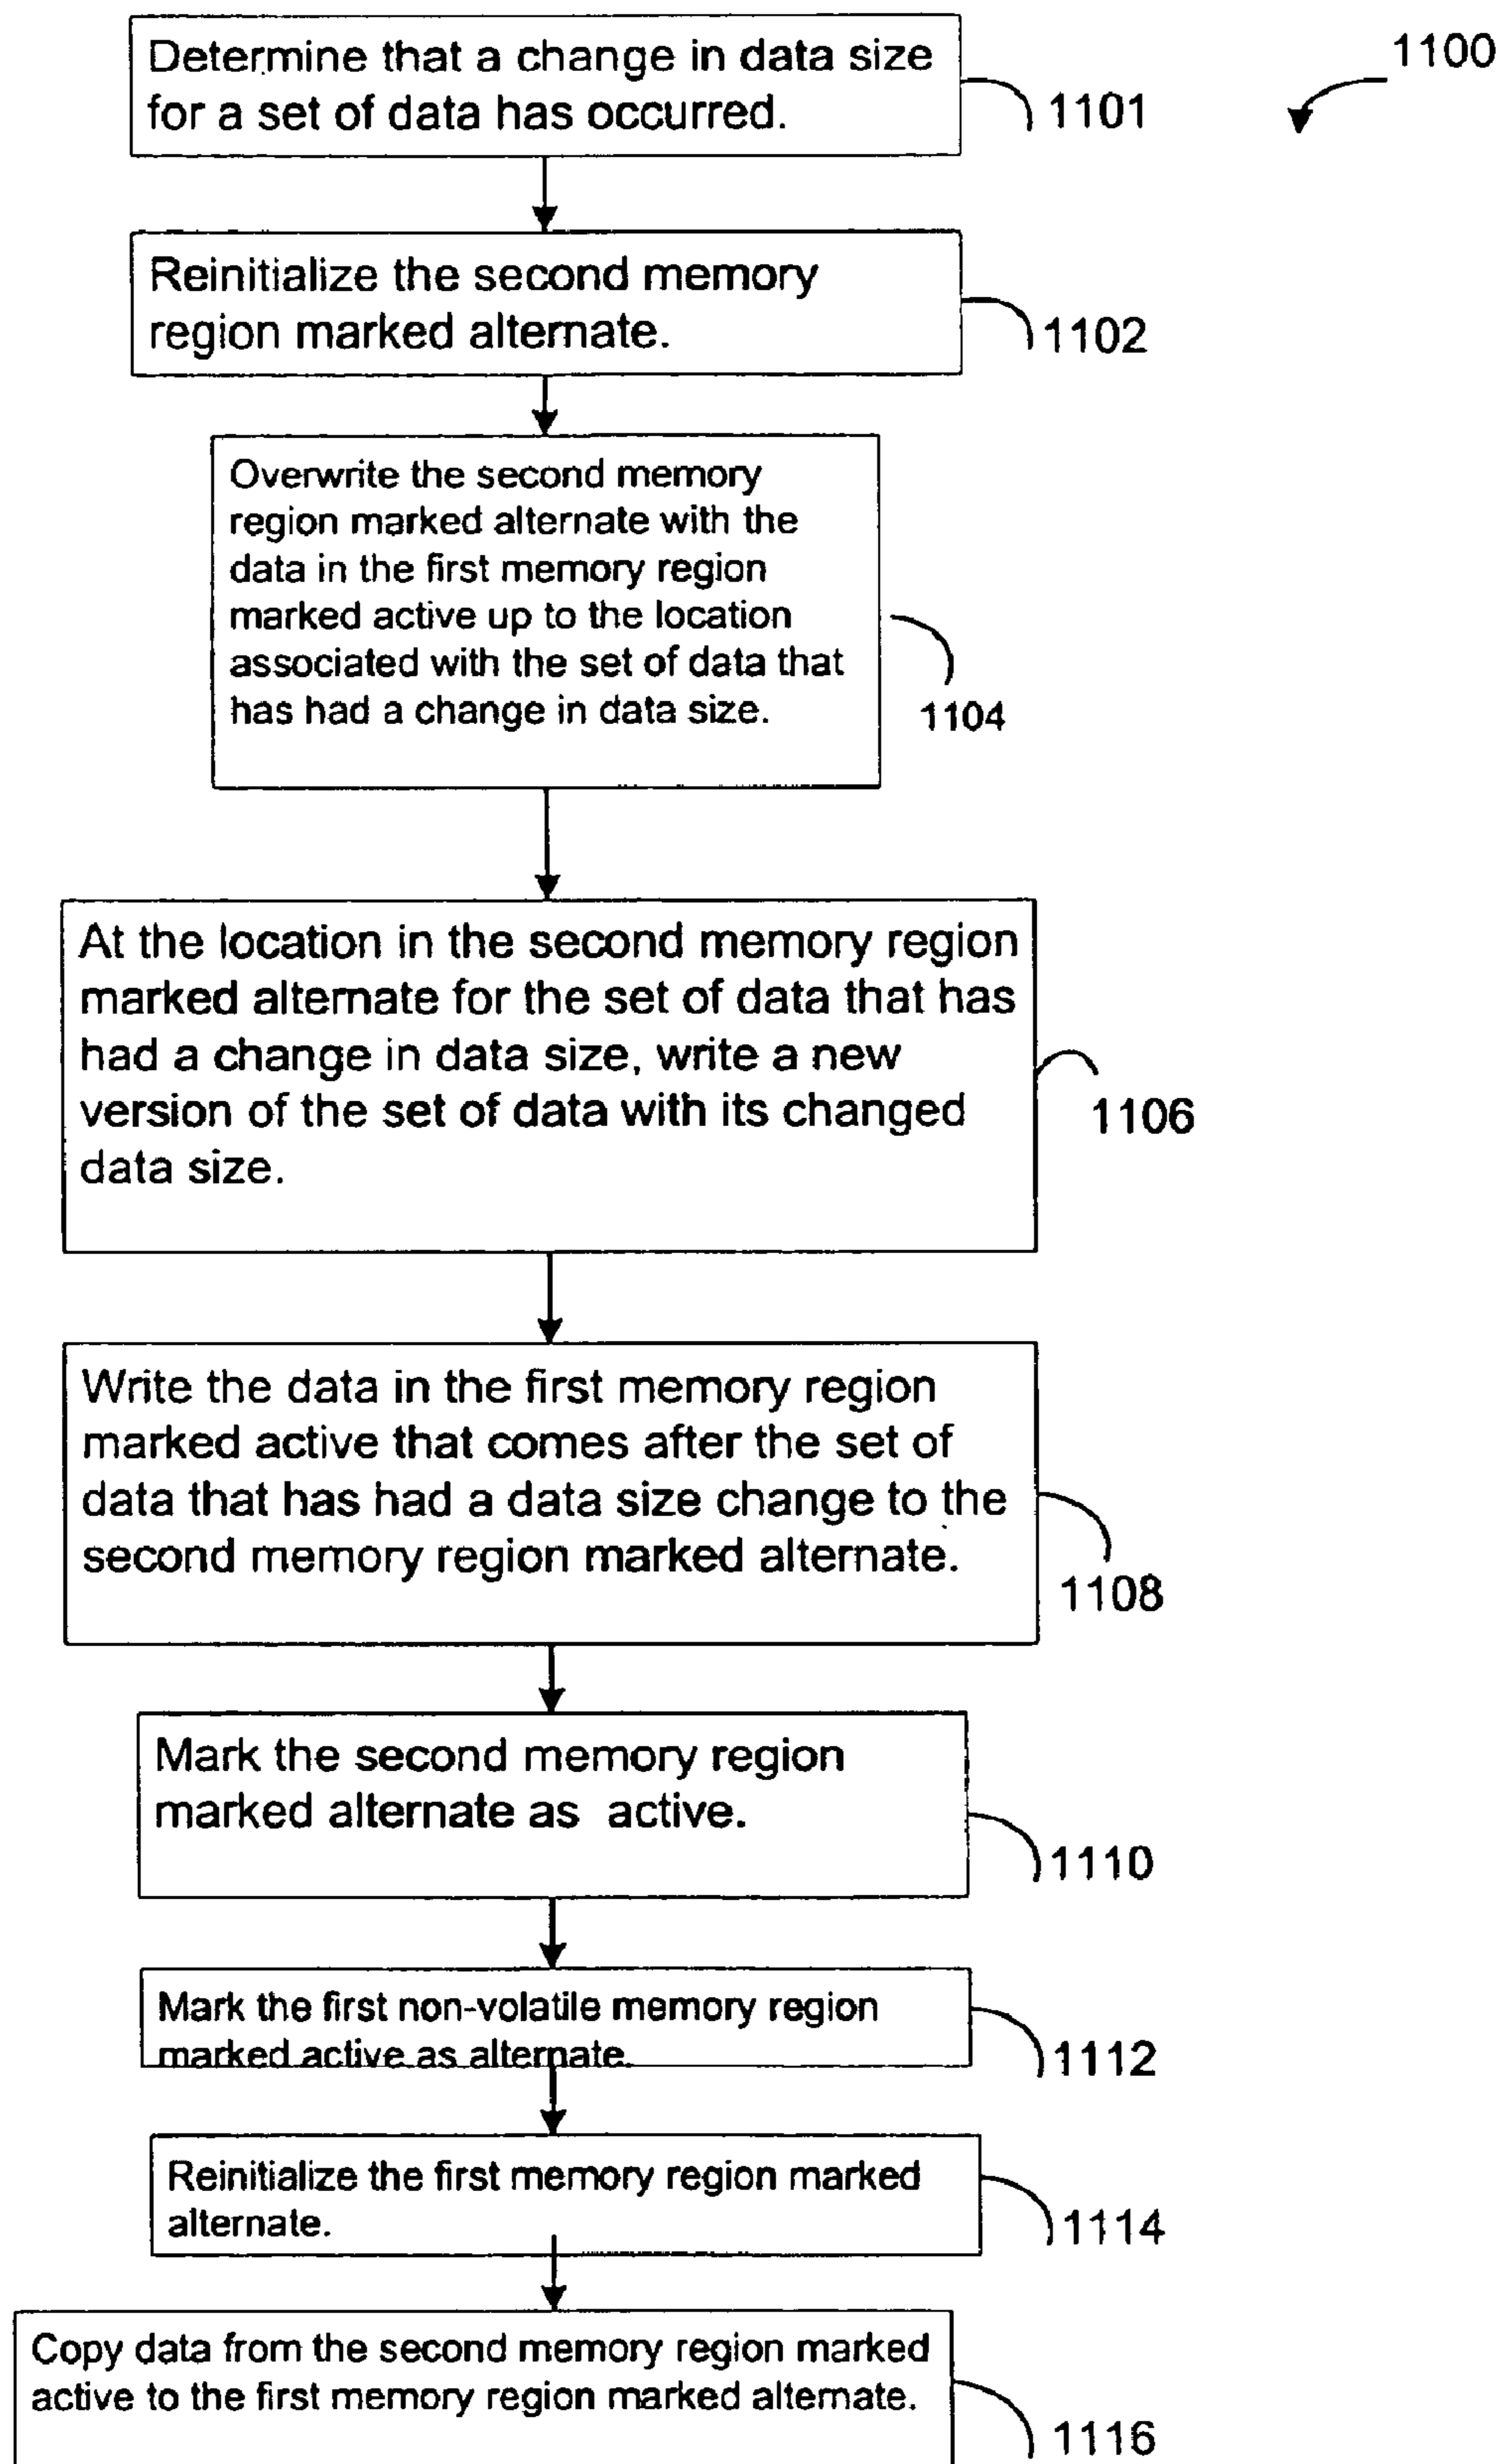 1100
Determine that a change in data size
for a set of data has occurred.
1101
Reinitialize the second memory
region marked alternate.
1102
Overwrite the second memory
region marked alternate with the
data in the first memory region
marked active up to the location
associated with the set of data that
has had a change in data size.
1104
At the location in the second memory region
marked alternate for the set of data that has
had a change in data size, write a new
version of the set of data with its changed
data size.
1106
Write the data in the first memory region
marked active that comes after the set of
data that has had a data size change to the
second memory region marked alternate.
1108
Mark the second memory region
marked alternate as active.
1110
Mark the first non-volatile memory region
marked active as alternate.
1112
Reinitialize the first memory region marked
alternate.
1114
Copy data from the second memory region marked
active to the first memory region marked alternate.
1116